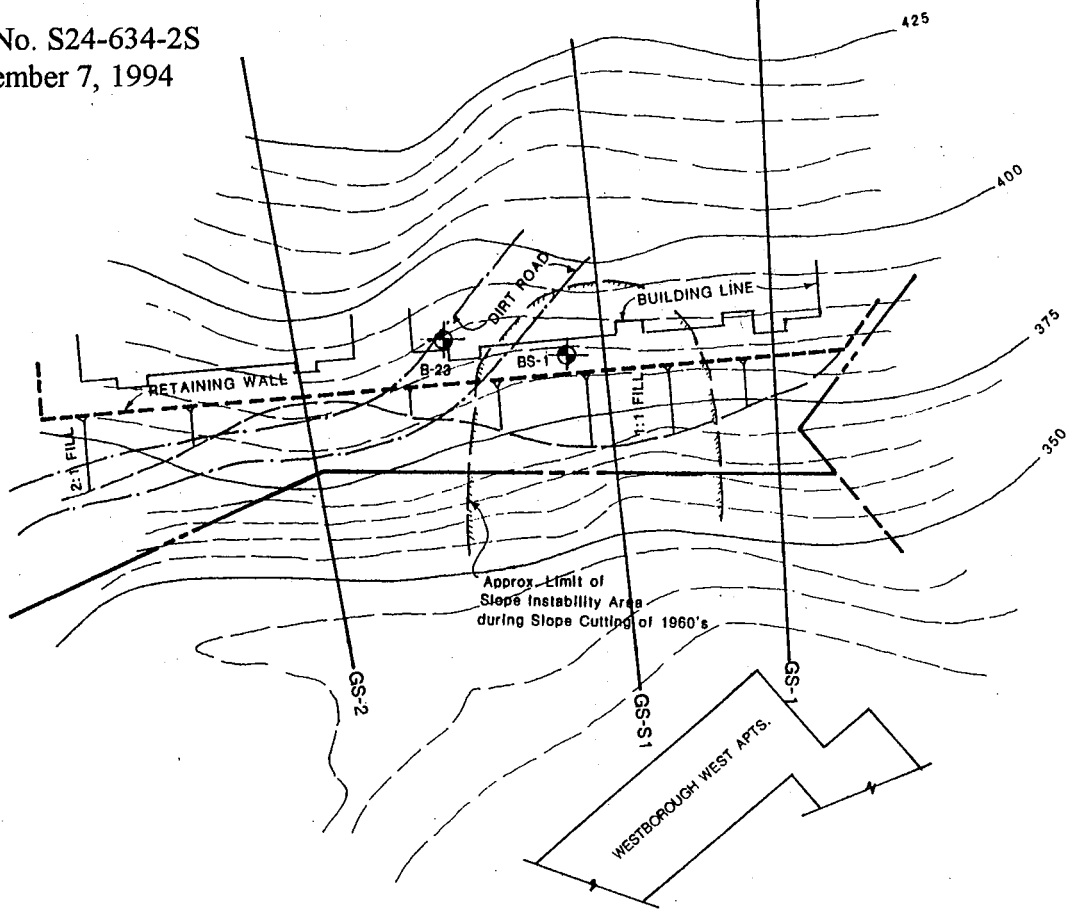 No. S24-634-2S
ember 7, 1994
425
400
DIRT ROAD
BUILDING LINE
375
B-23
BS-1
RETAINING WALL
1:1 FILL
2:1 FILL
350
Approx. Limit of
Slope Instability Area
during Slope Cutting of 1960's
GS-2
GS-S1
GS-1
WESTBOROUGH WEST APTS.